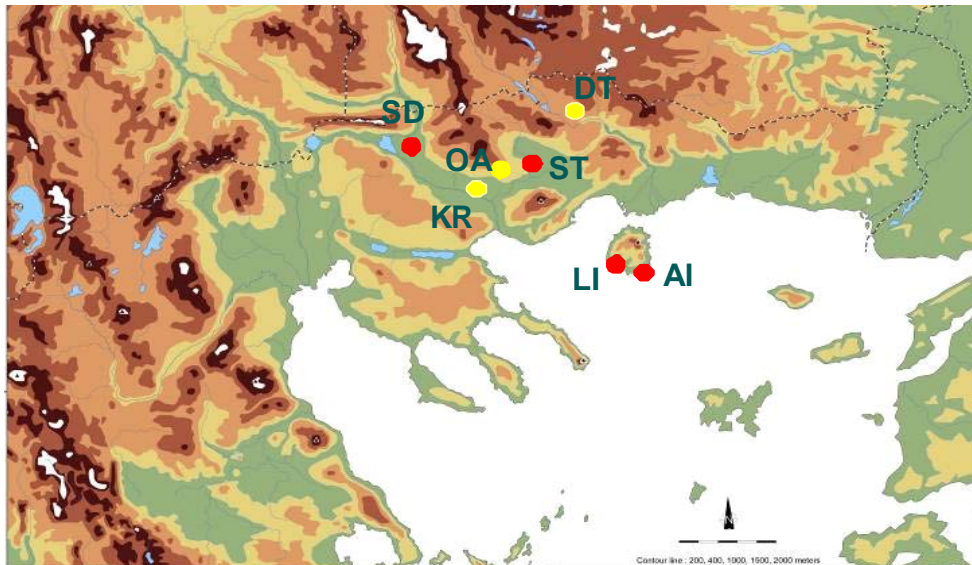 DT
SD
OA
ST
KR
LI
AI
N
Contour line : 200, 400, 1000, 1500, 2000 meters